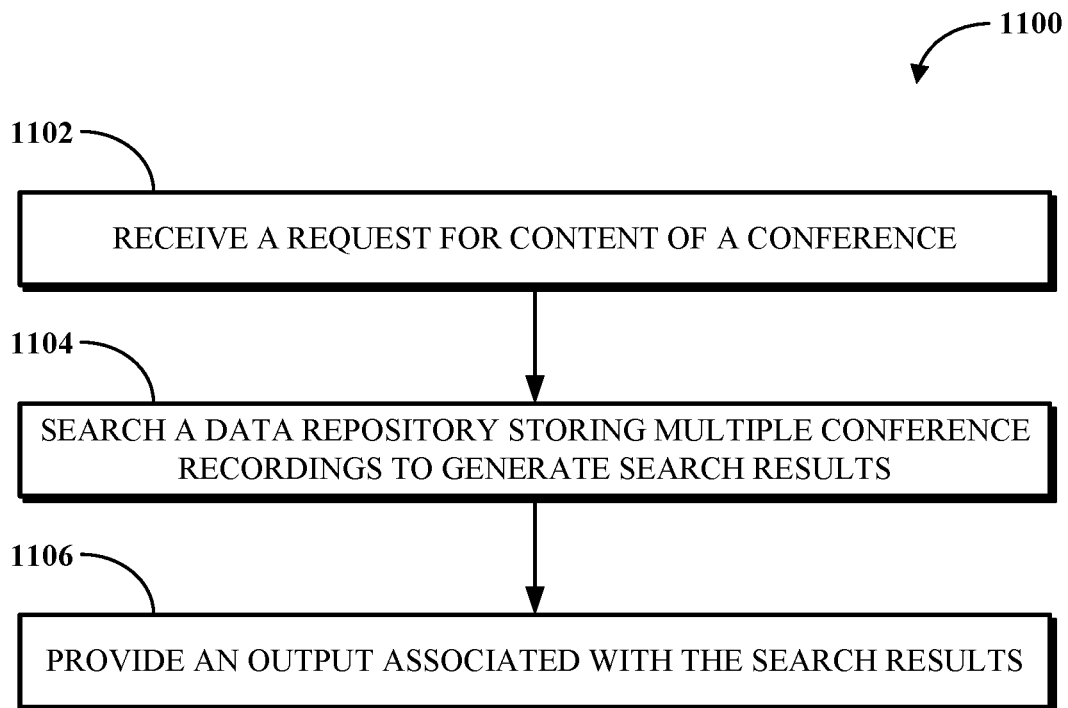 1100
1102
RECEIVE A REQUEST FOR CONTENT OF A CONFERENCE
1104
SEARCH A DATA REPOSITORY STORING MULTIPLE CONFERENCE
RECORDINGS TO GENERATE SEARCH RESULTS
1106
PROVIDE AN OUTPUT ASSOCIATED WITH THE SEARCH RESULTS